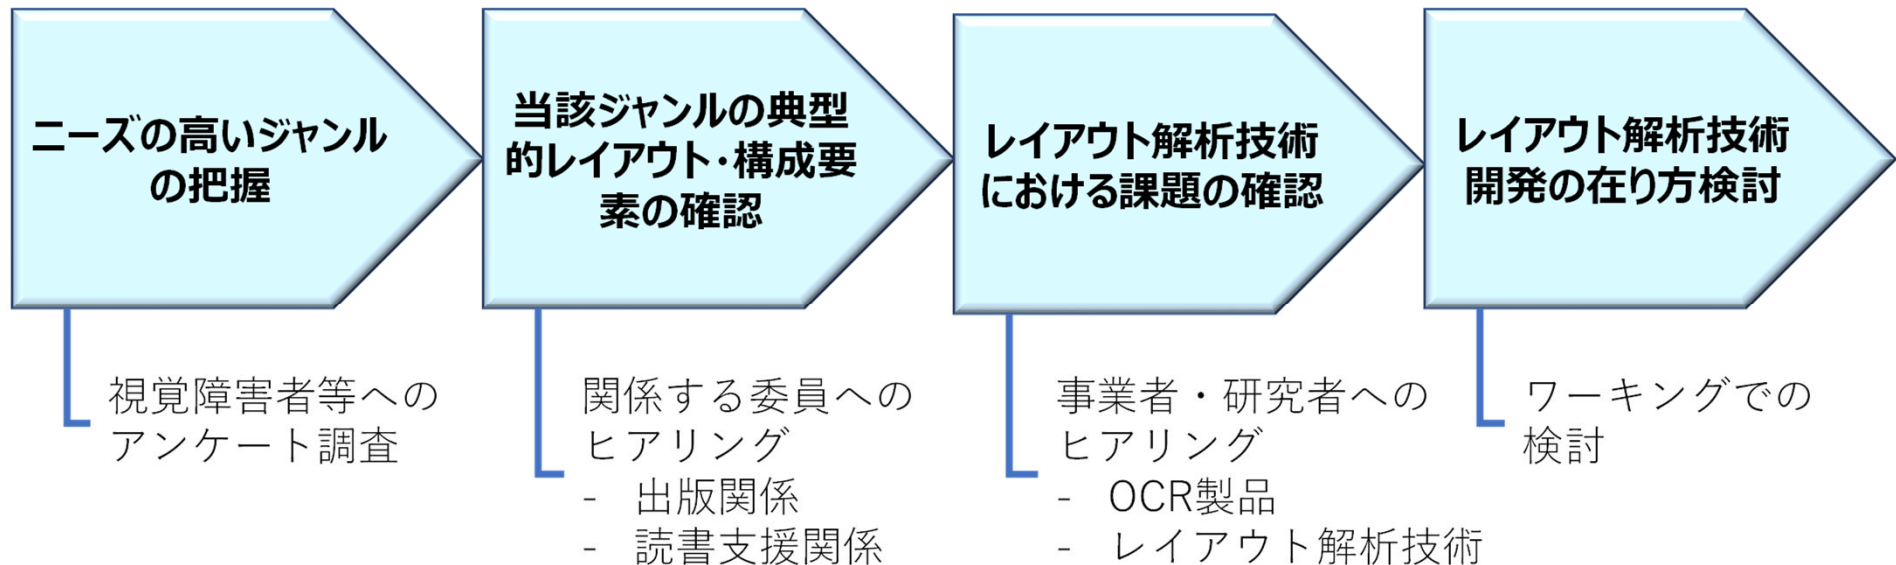 ニーズの高いジャンル
の把握
視覚障害者等への
アンケート調査
当該ジャンルの典型
的レイアウト・構成要
素の確認
関係する委員への
ヒアリング
- 出版関係
- 読書支援関係
レイアウト解析技術
における課題の確認
事業者・研究者への
ヒアリング
- OCR製品
- レイアウト解析技術
レイアウト解析技術
開発の在り方検討
ワーキングでの
検討